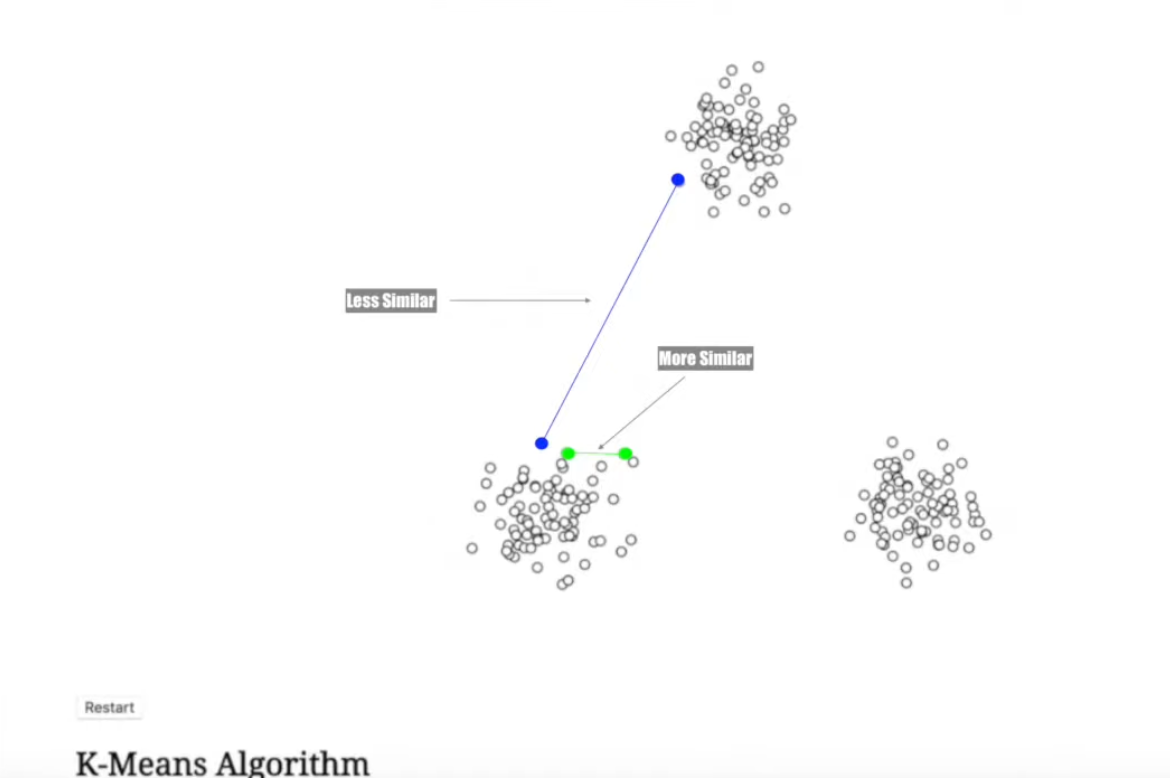 Less Similar
More Similar
Restart
K-Means Algorithm